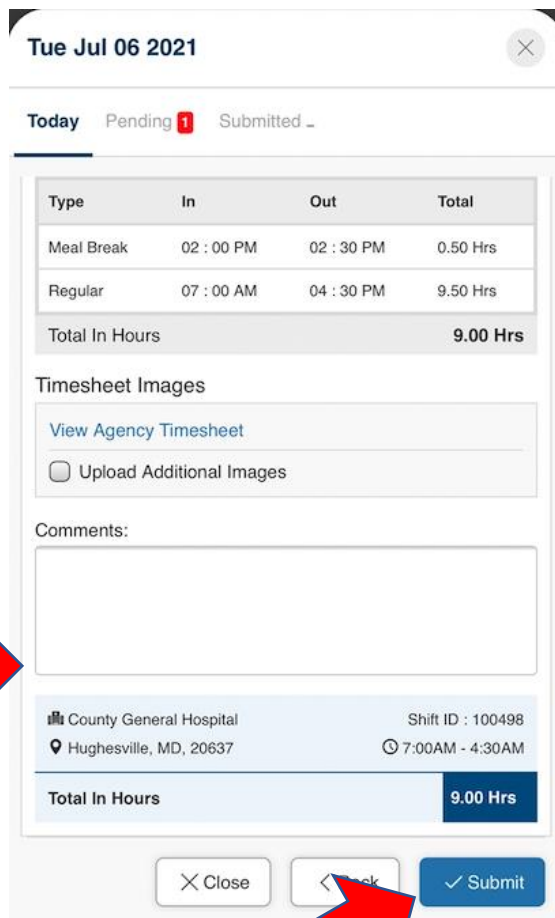 Tue Jul 06 2021
Today Pending 1 Submitted
Type In Out Total
Meal Break 02 : 00 PM 02 : 30 PM 0.50 Hrs
Regular 07 : 00 AM 04 : 30 PM 9.50 Hrs
Total In Hours 9.00 Hrs
Timesheet Images
View Agency Timesheet
Upload Additional Images
Comments:
County General Hospital Shift ID : 100498
Hughesville, MD, 20637 7:00AM - 4:30AM
Total In Hours 9.00 Hrs
Close Submit